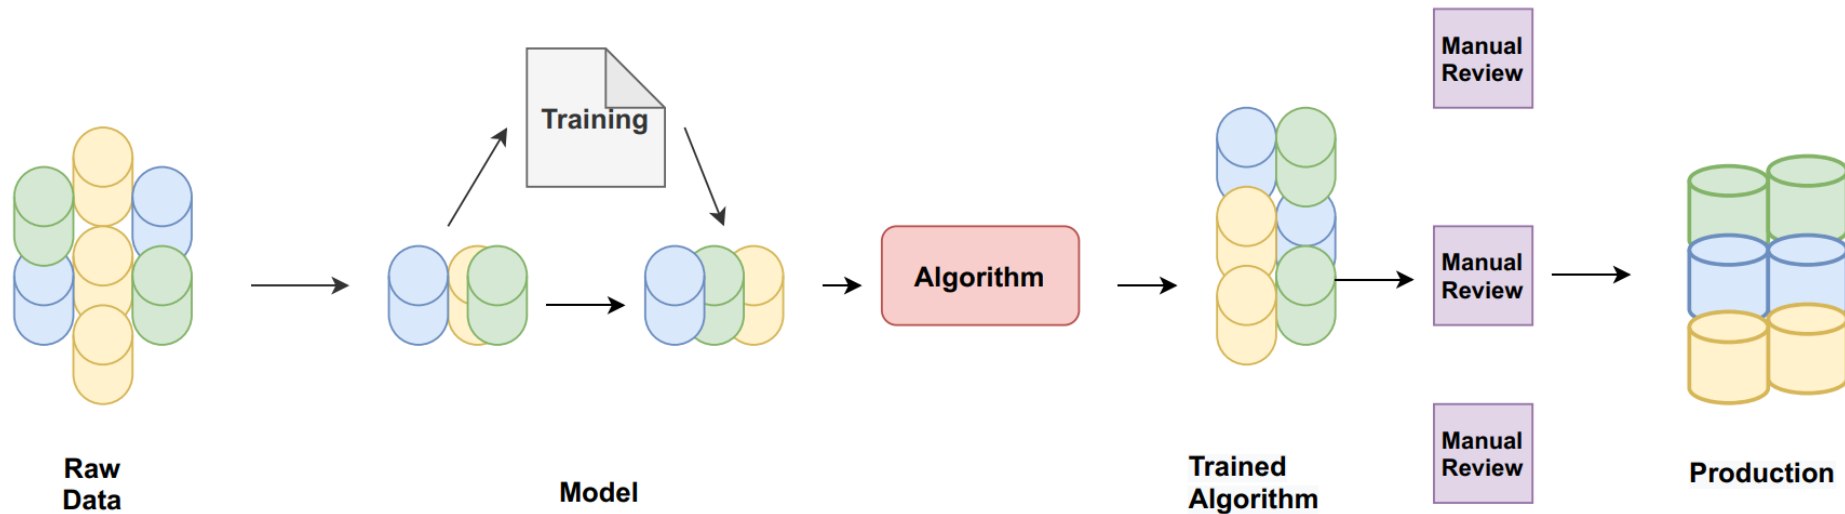 Training
Algorithm
Manual
Review
Manual
Review
Manual
Review
Raw
Data
Model
Trained
Algorithm
Production